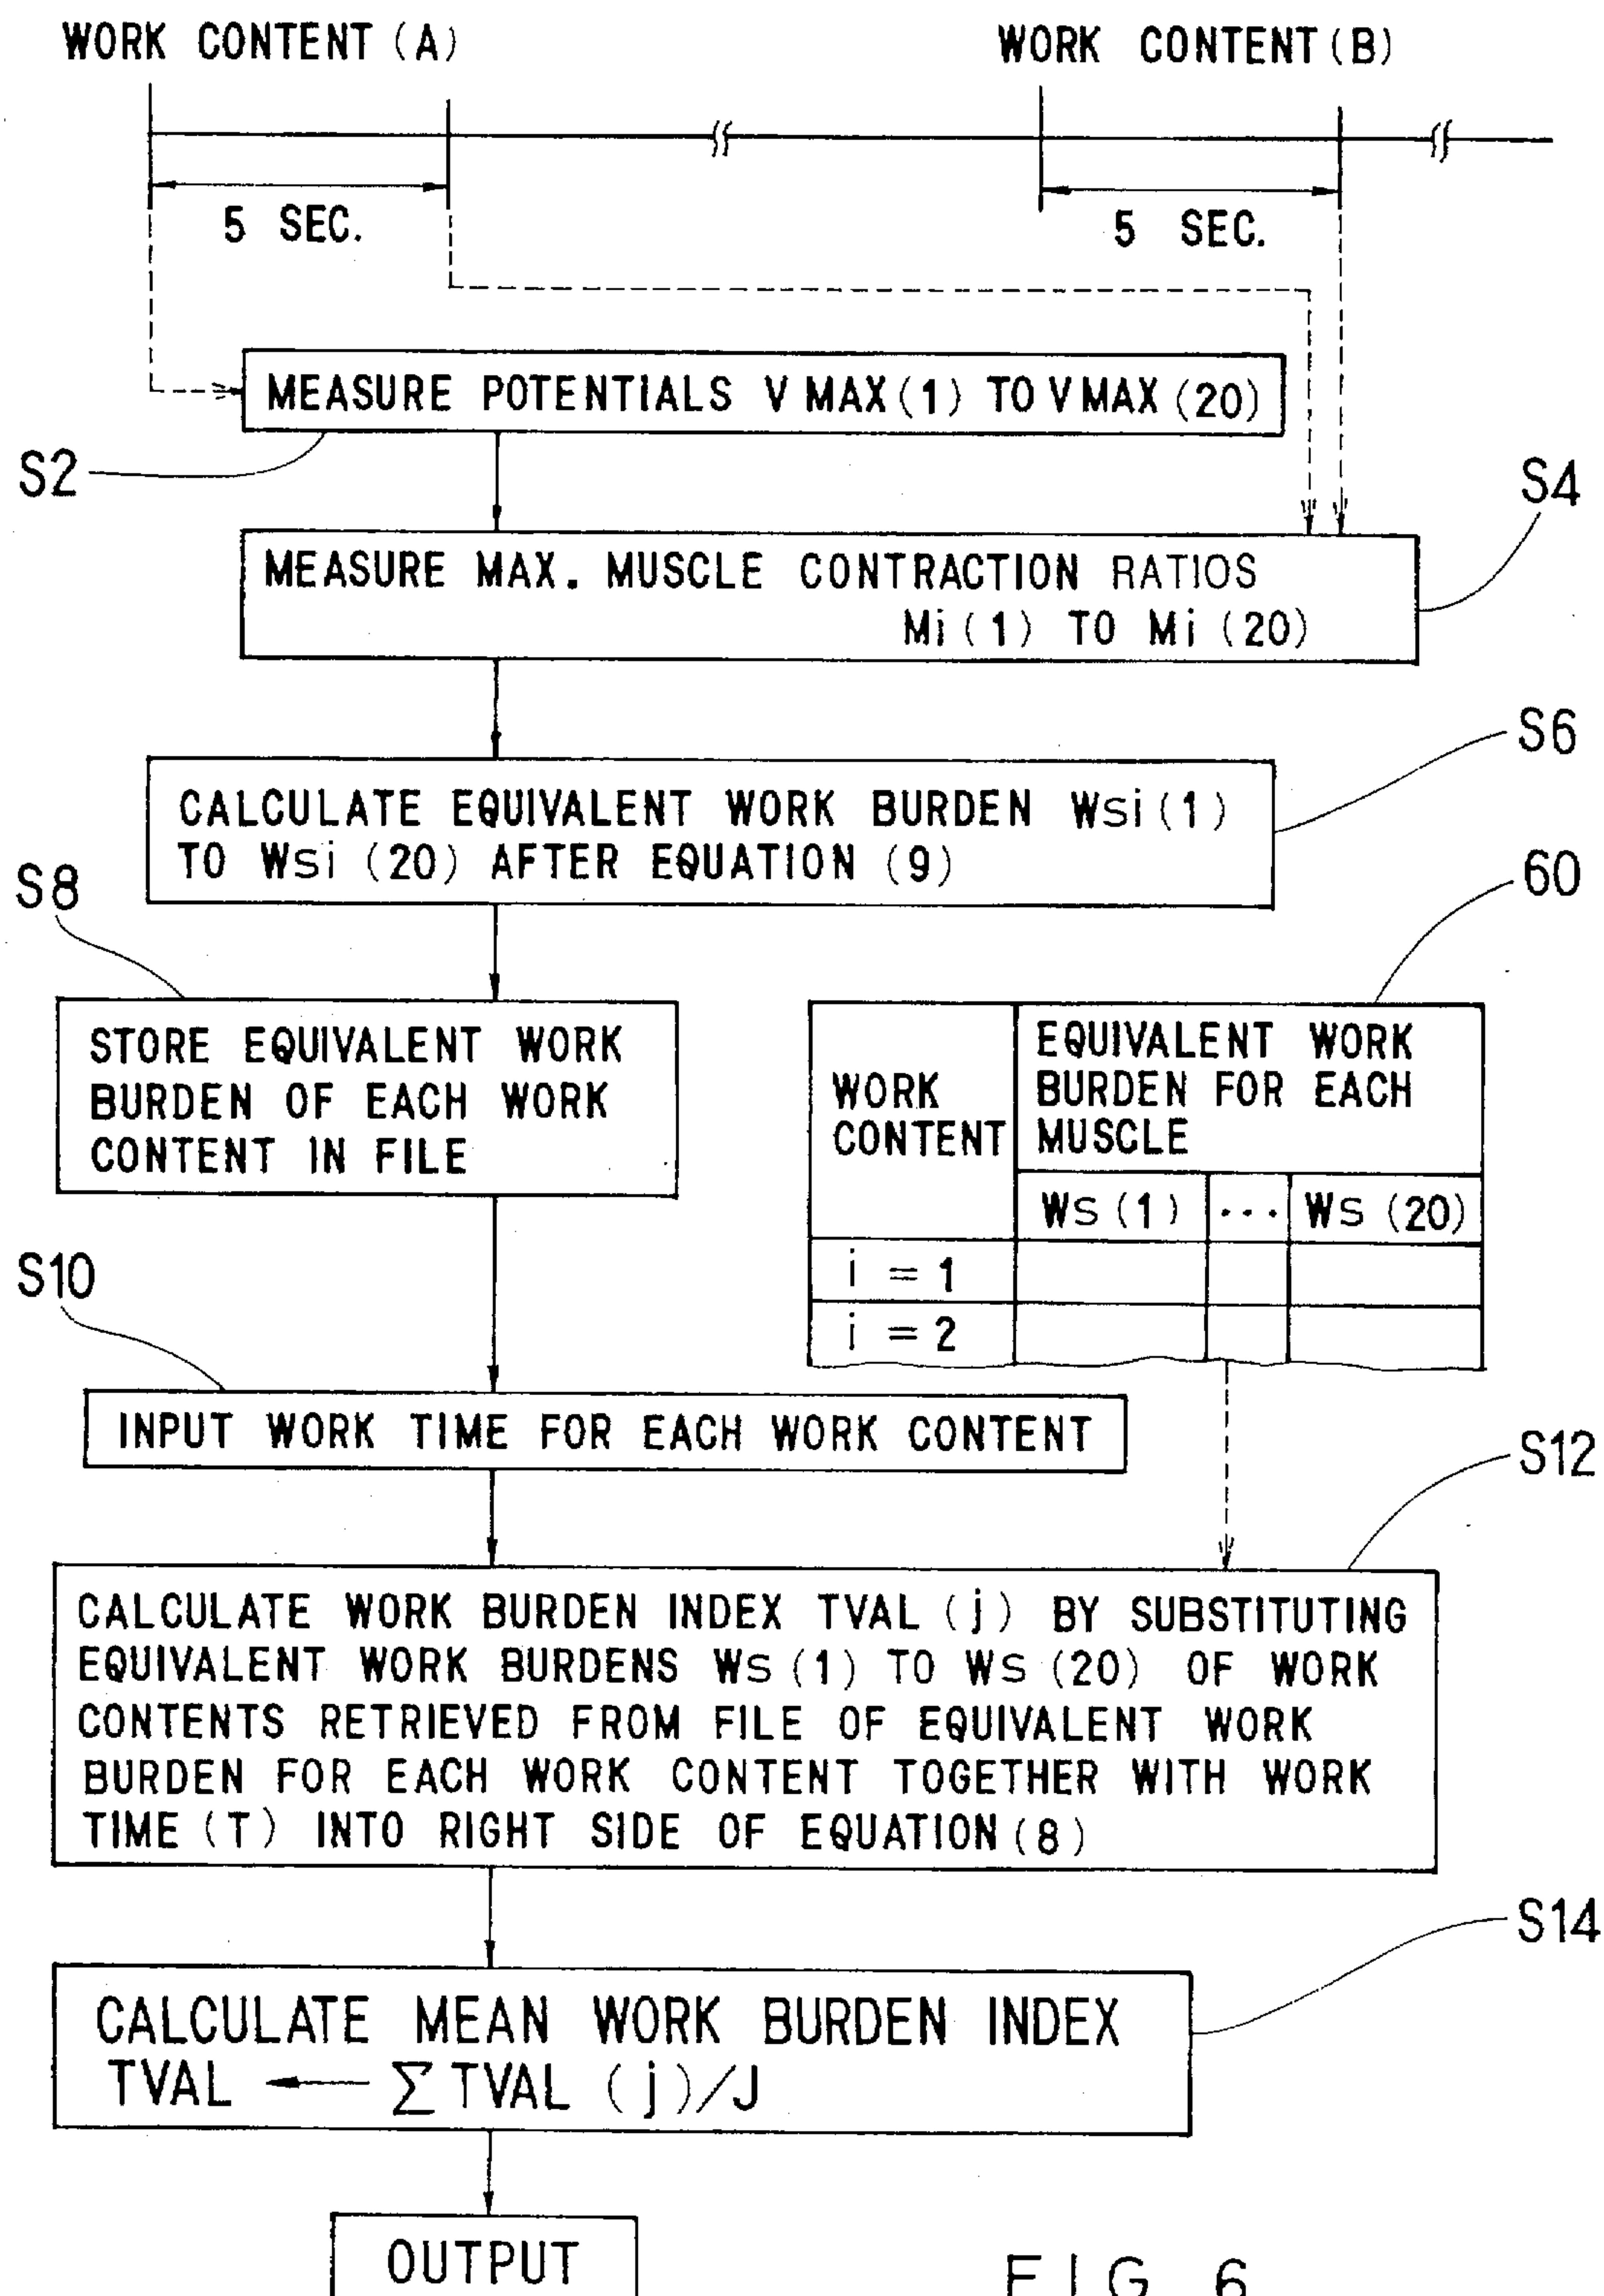 WORK CONTENT (A)
WORK CONTENT (B)
5 SEC.
5 SEC.
MEASURE POTENTIALS V MAX (1) TO V MAX (20)
S2
S4
MEASURE MAX. MUSCLE CONTRACTION RATIOS
Mi (1) TO Mi (20)
S6
CALCULATE EQUIVALENT WORK BURDEN Wsi (1)
TO Wsi (20) AFTER EQUATION (9)
S8
60
STORE EQUIVALENT WORK
BURDEN OF EACH WORK
CONTENT IN FILE
WORK
CONTENT
EQUIVALENT WORK
BURDEN FOR EACH
MUSCLE
Ws (1) ... Ws (20)
i = 1
i = 2
S10
INPUT WORK TIME FOR EACH WORK CONTENT
S12
CALCULATE WORK BURDEN INDEX TVAL (j) BY SUBSTITUTING
EQUIVALENT WORK BURDENS Ws (1) TO Ws (20) OF WORK
CONTENTS RETRIEVED FROM FILE OF EQUIVALENT WORK
BURDEN FOR EACH WORK CONTENT TOGETHER WITH WORK
TIME (T) INTO RIGHT SIDE OF EQUATION (8)
S14
CALCULATE MEAN WORK BURDEN INDEX
TVAL ← Σ TVAL (j)/J
OUTPUT
FIG. 6